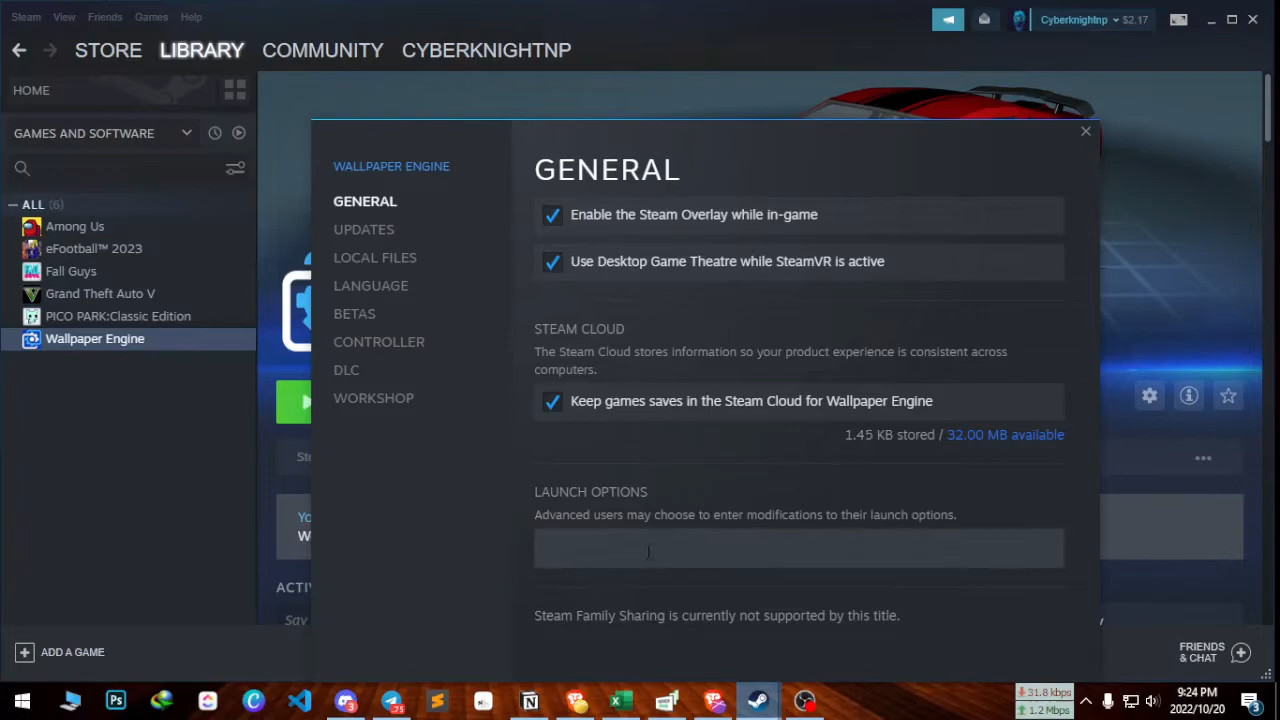 Steam View Friends Games Help
Cyberknightnp $2.17
STORE LIBRARY COMMUNITY CYBERKNIGHTNP
HOME
GAMES AND SOFTWARE
ALL (6)
Among Us
eFootball™ 2023
Fall Guys
Grand Theft Auto V
PICO PARK:Classic Edition
Wallpaper Engine
ADD A GAME
WALLPAPER ENGINE
GENERAL
UPDATES
LOCAL FILES
LANGUAGE
BETAS
CONTROLLER
DLC
WORKSHOP
GENERAL
Enable the Steam Overlay while in-game
Use Desktop Game Theatre while SteamVR is active
STEAM CLOUD
The Steam Cloud stores information so your product experience is consistent across
computers.
Keep games saves in the Steam Cloud for Wallpaper Engine
1.45 KB stored / 32.00 MB available
LAUNCH OPTIONS
Advanced users may choose to enter modifications to their launch options.
Steam Family Sharing is currently not supported by this title.
FRIENDS
& CHAT
Ps
31.8 kbps
1.2 Mbps
9:24 PM
2022/10/20